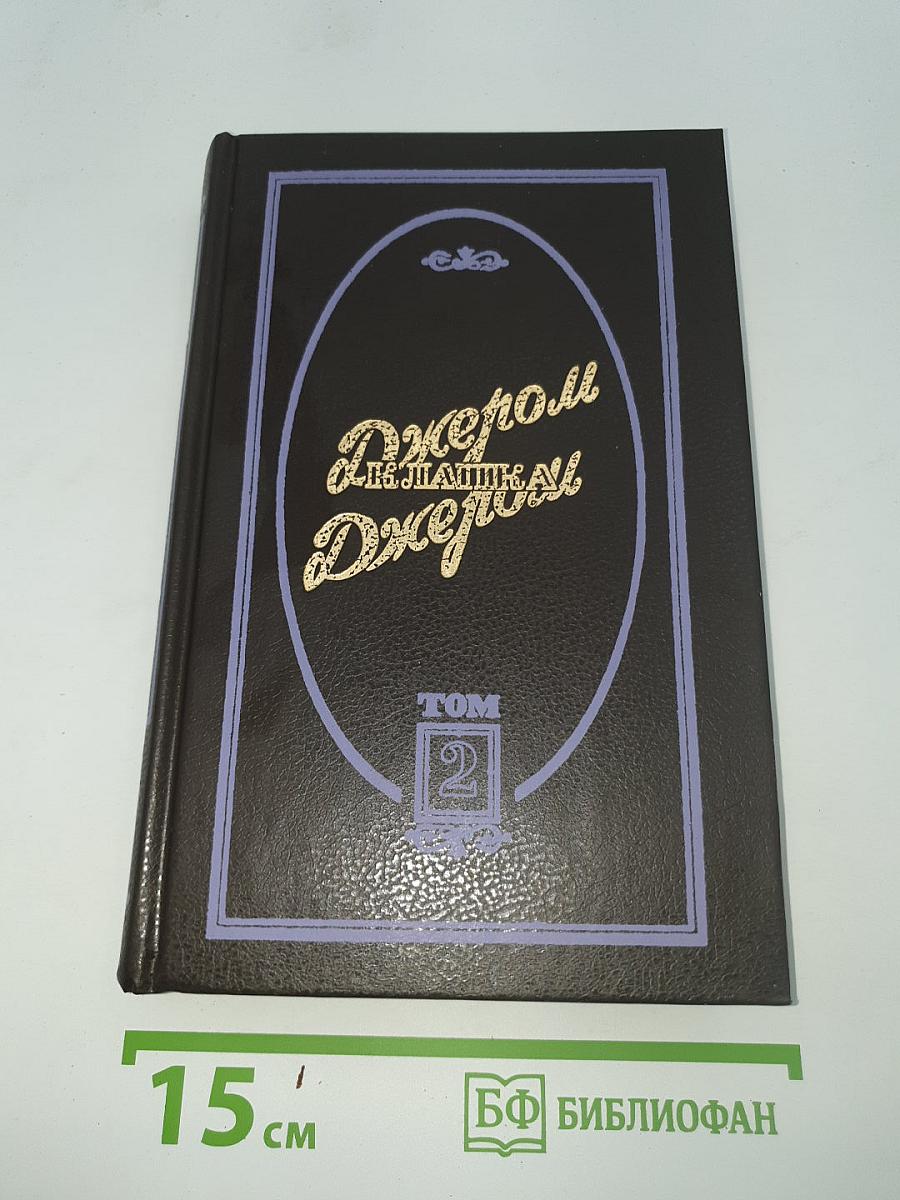 Джером
КЛАПКА
Джером
ТОМ
2
15 см
БФ БИБЛИОФАН